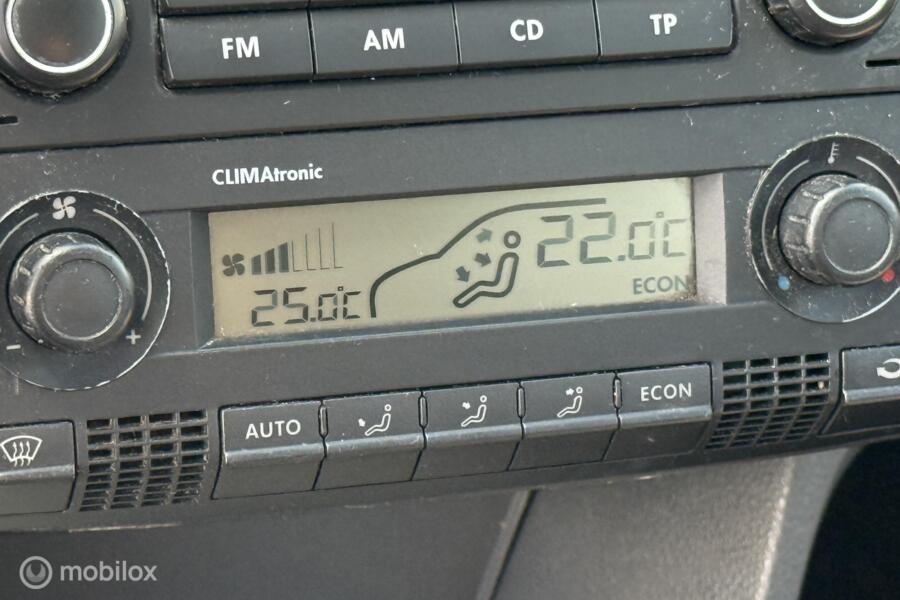 FM AM CD TP
CLIMAtronic
22.0°C
25.0°C
ECON
- +
AUTO ECON
mobilox